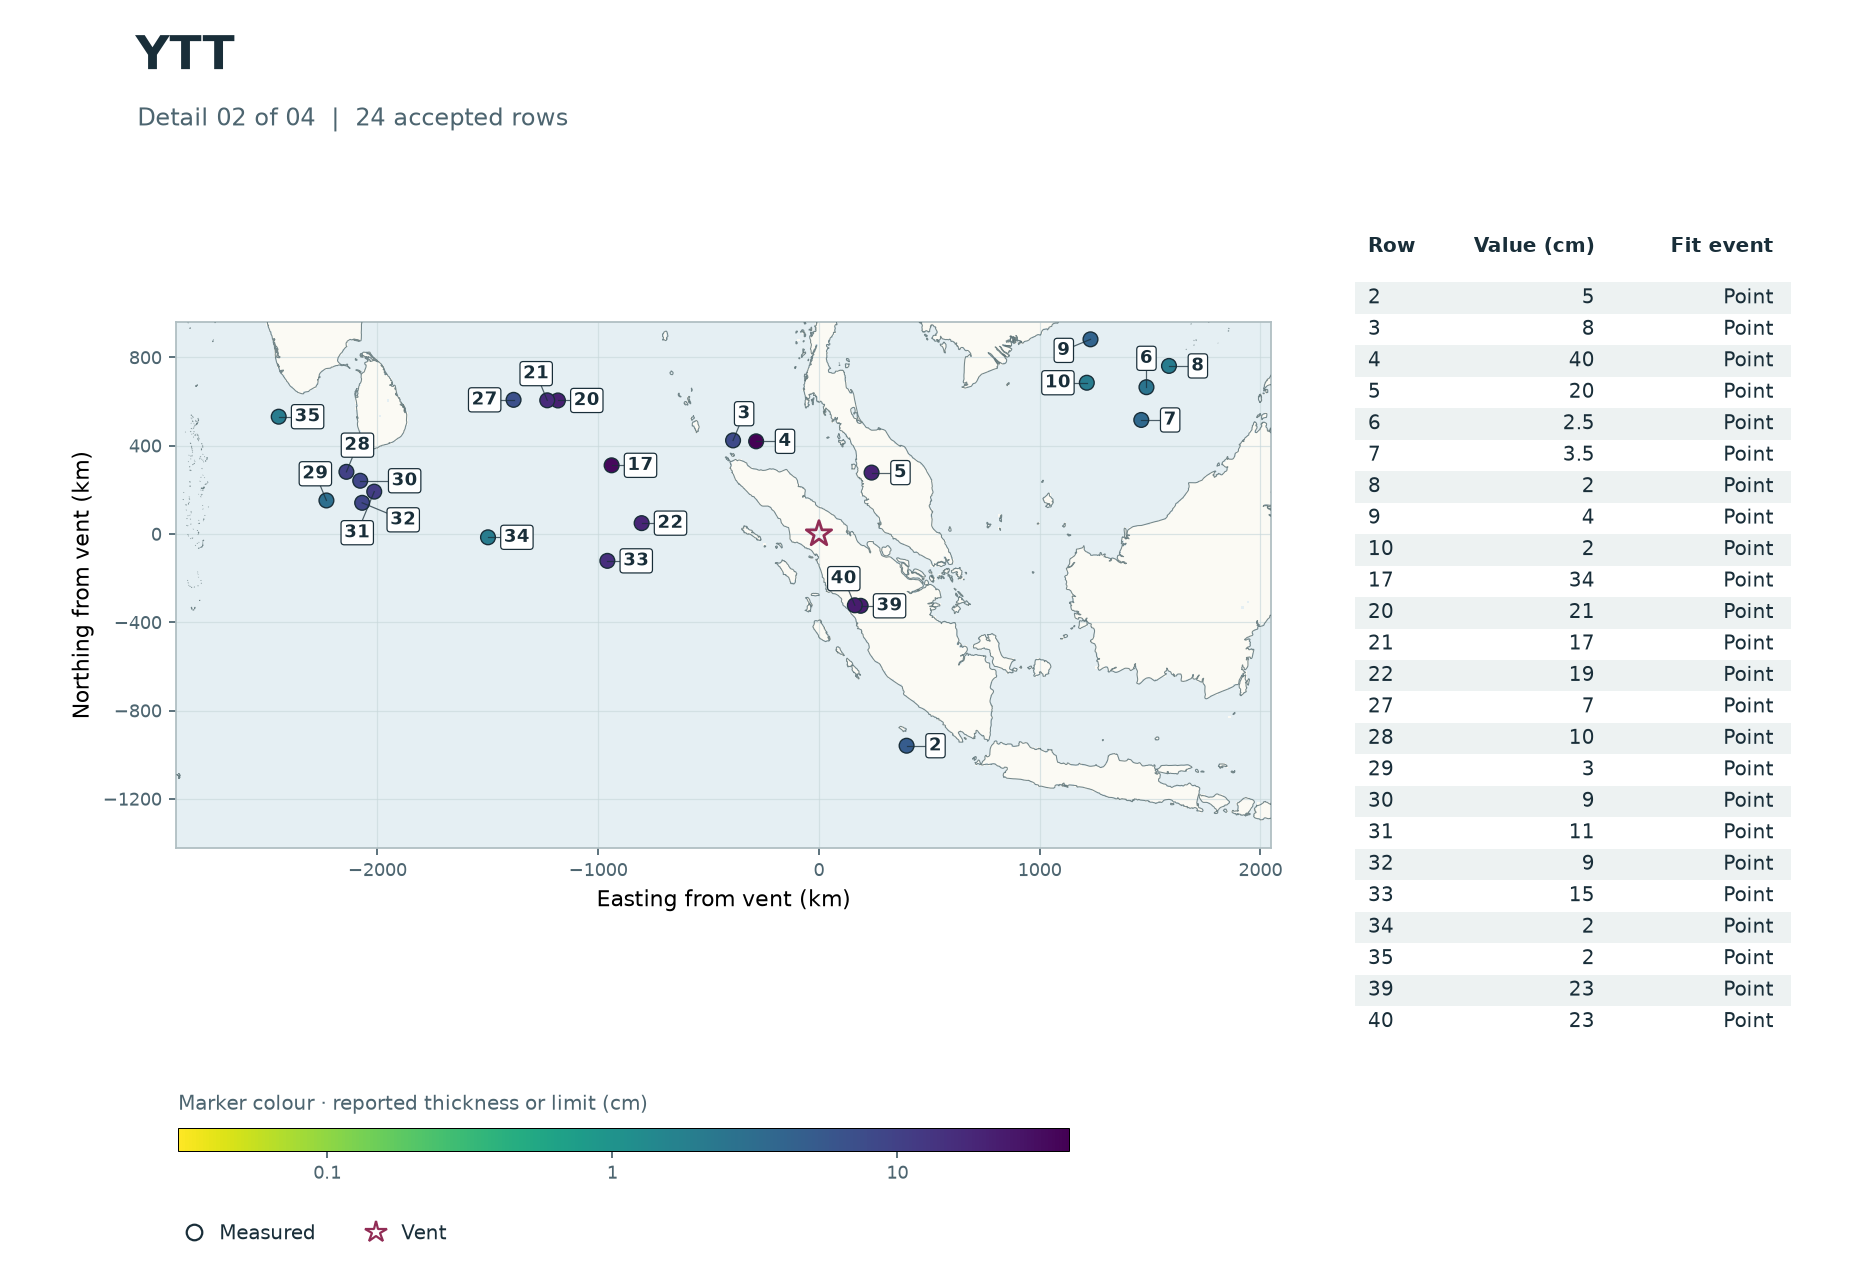 YTT
Detail 02 of 04 | 24 accepted rows
Row Value (cm) Fit event
2 5 Point
3 8 Point
4 40 Point
5 20 Point
6 2.5 Point
7 3.5 Point
8 2 Point
9 4 Point
10 2 Point
17 34 Point
20 21 Point
21 17 Point
22 19 Point
27 7 Point
28 10 Point
29 3 Point
30 9 Point
31 11 Point
32 9 Point
33 15 Point
34 2 Point
35 2 Point
39 23 Point
40 23 Point
Northing from vent (km)
800
400
0
−400
−800
−1200
9
6
8
10
21
27
20
35
3
7
28
4
17
29
30
5
32
22
31
34
33
40
39
2
−2000 −1000 0 1000 2000
Easting from vent (km)
Marker colour · reported thickness or limit (cm)
0.1 1 10
Measured Vent